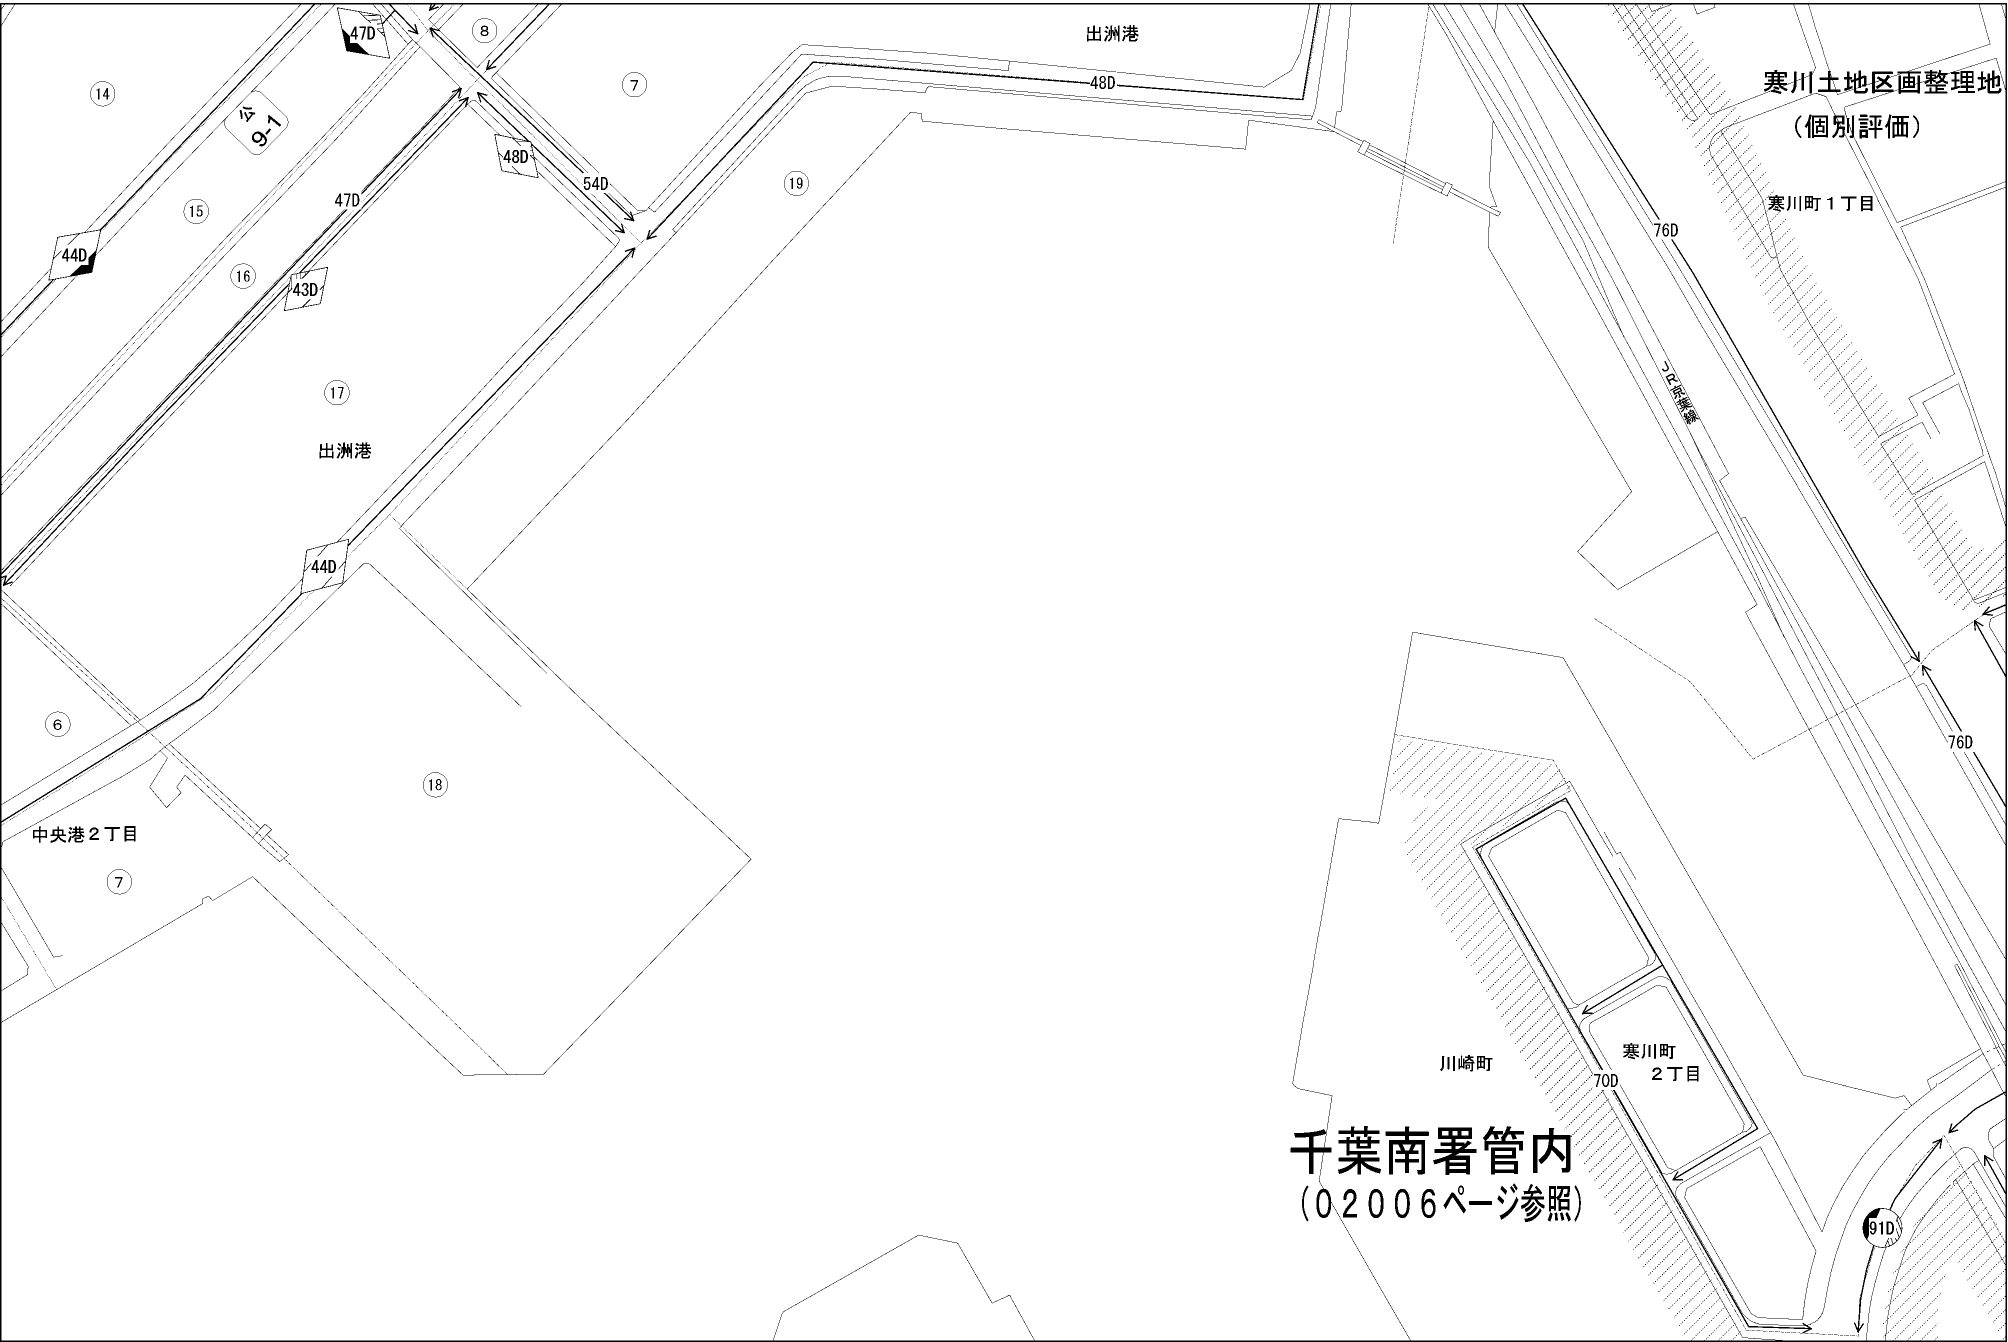 47D
⑧
出洲港
⑭
⑦
48D
寒川土地区画整理地
（個別評価）
公
9-1
48D
54D
⑲
47D
寒川町１丁目
⑮
76D
44D
⑯
43D
ＪＲ京葉線
⑰
出洲港
44D
⑥
76D
⑱
中央港２丁目
⑦
川崎町
寒川町
２丁目
70D
千葉南署管内
（０２００６ページ参照）
91D